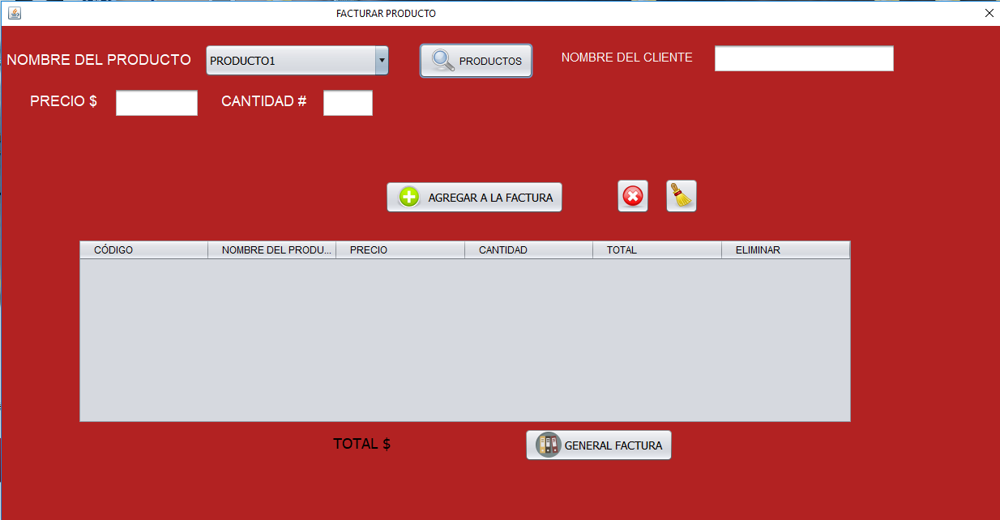 FACTURAR PRODUCTO
NOMBRE DEL PRODUCTO PRODUCTO1 PRODUCTOS NOMBRE DEL CLIENTE
PRECIO $ CANTIDAD #
AGREGAR A LA FACTURA
CÓDIGO NOMBRE DEL PRODU... PRECIO CANTIDAD TOTAL ELIMINAR
TOTAL $ GENERAL FACTURA